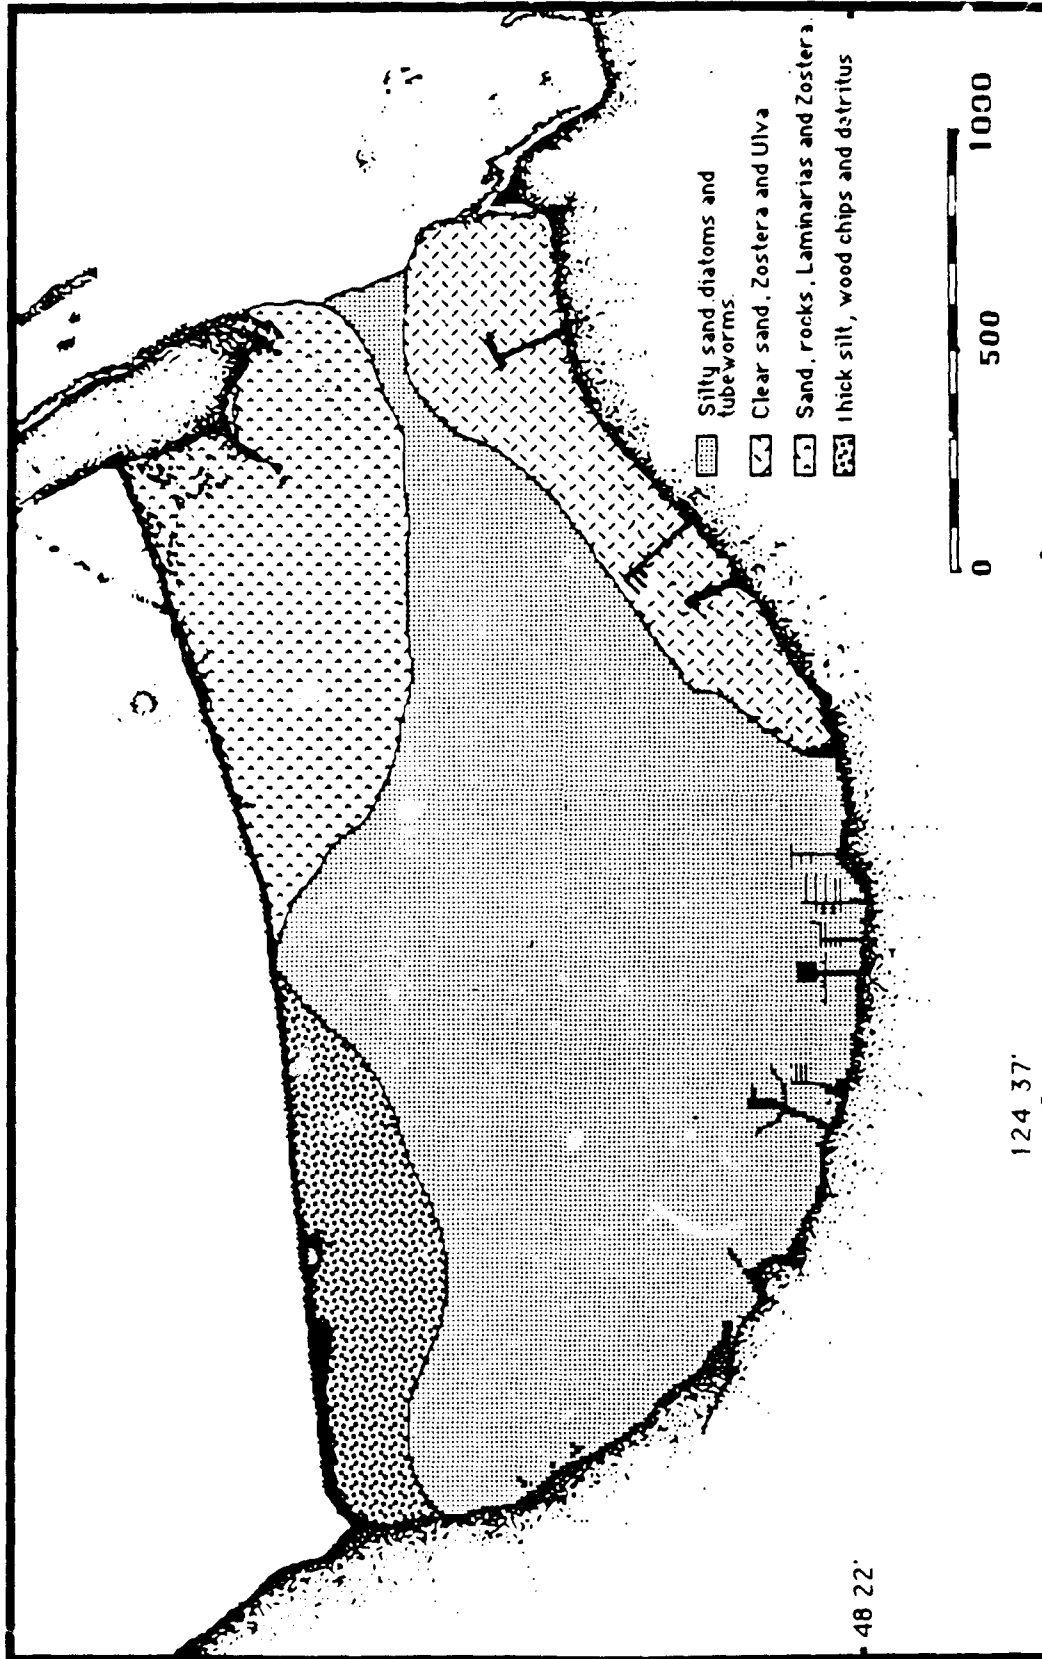 Silty sand, diatoms and
tubeworms
Clear sand, Zostera and Ulva
Sand, rocks, Laminarias and Zostera
Thick silt, wood chips and detritus
0 500 1000
124 37'
48 22'